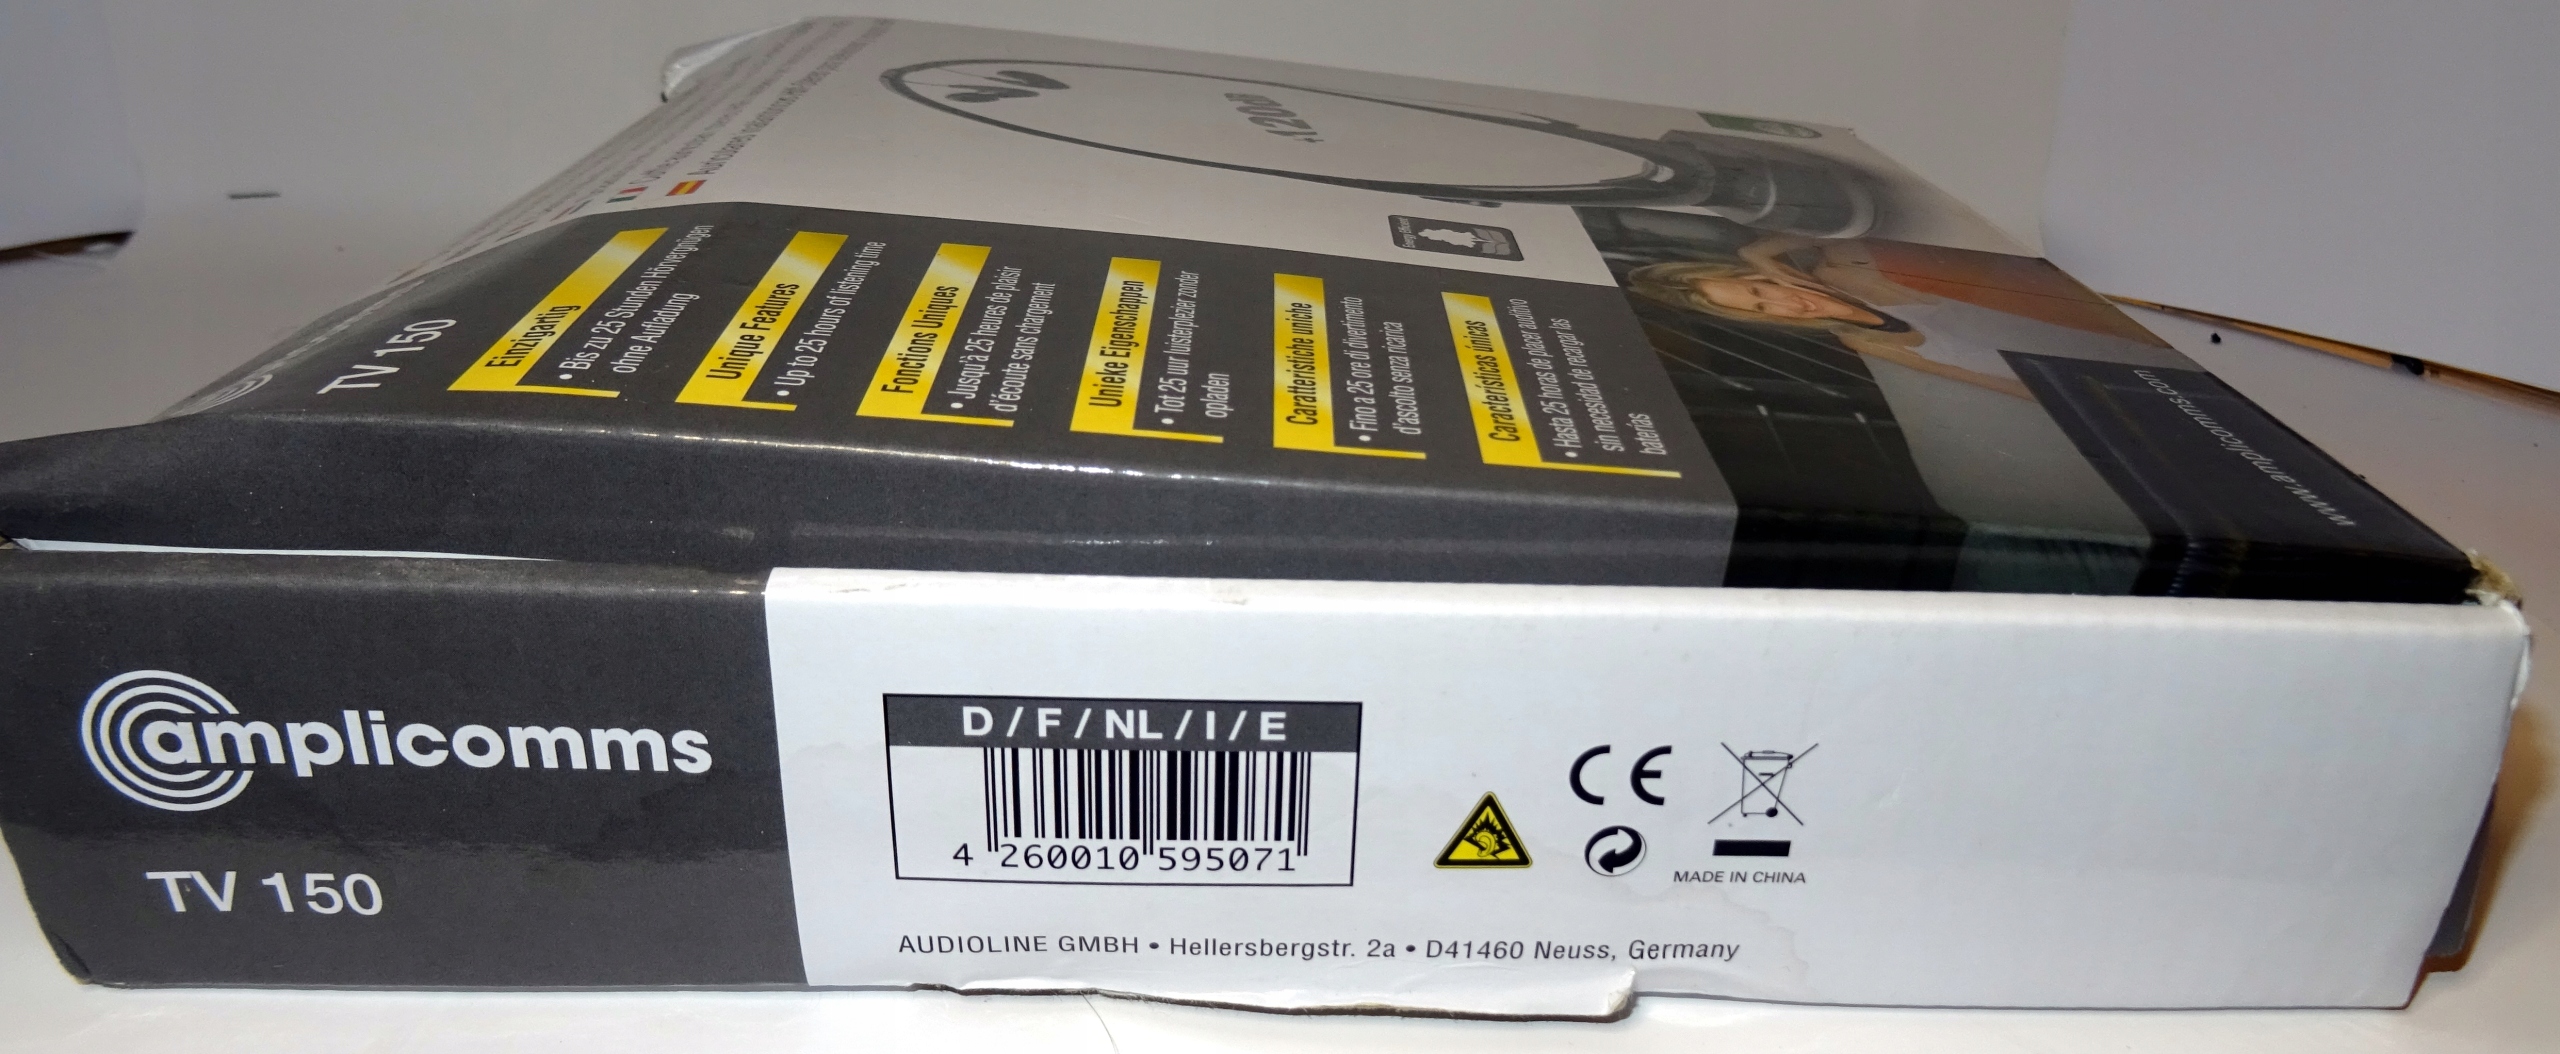 +120dB
Energy Efficient
TV 150
Einzigartig
• Bis zu 25 Stunden Hörvergnügen
ohne Aufladung
Unique Features
• Up to 25 hours of listening time
Fonctions Uniques
• Jusqu'à 25 heures de plaisir
d'écoute sans chargement
Unieke Eigenschappen
• Tot 25 uur luisterplezier zonder
opladen
Caratteristiche uniche
• Fino a 25 ore di divertimento
d'ascolto senza ricarica
Características únicas
• Hasta 25 horas de placer auditivo
sin necesidad de recargar las
baterías
www.amplicomms.com
amplicomms
TV 150
D / F / NL / I / E
4 260010 595071
CE
MADE IN CHINA
AUDIOLINE GMBH • Hellersbergstr. 2a • D41460 Neuss, Germany